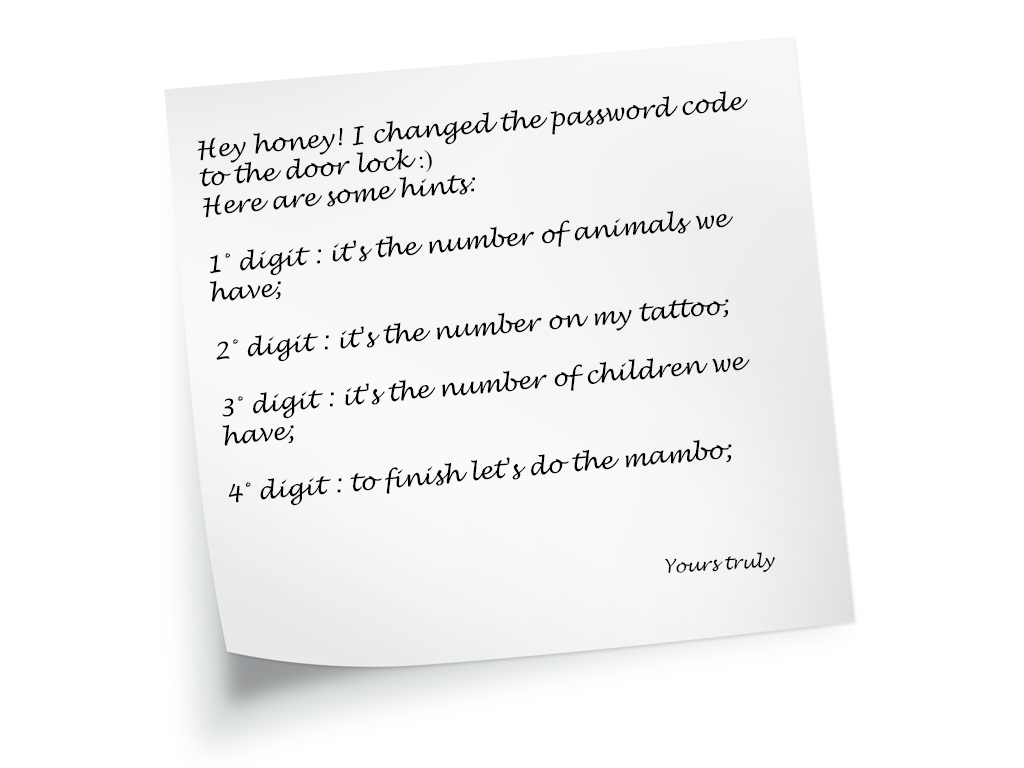 Hey honey! I changed the password code
to the door lock :)
Here are some hints:
1° digit : it's the number of animals we
have;
2° digit : it's the number on my tattoo;
3° digit : it's the number of children we
have;
4° digit : to finish let's do the mambo;
Yours truly